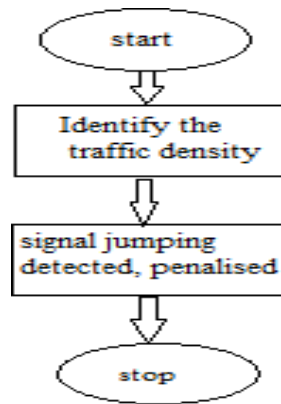 start
Identify the
traffic density
signal jumping
detected, penalised
stop